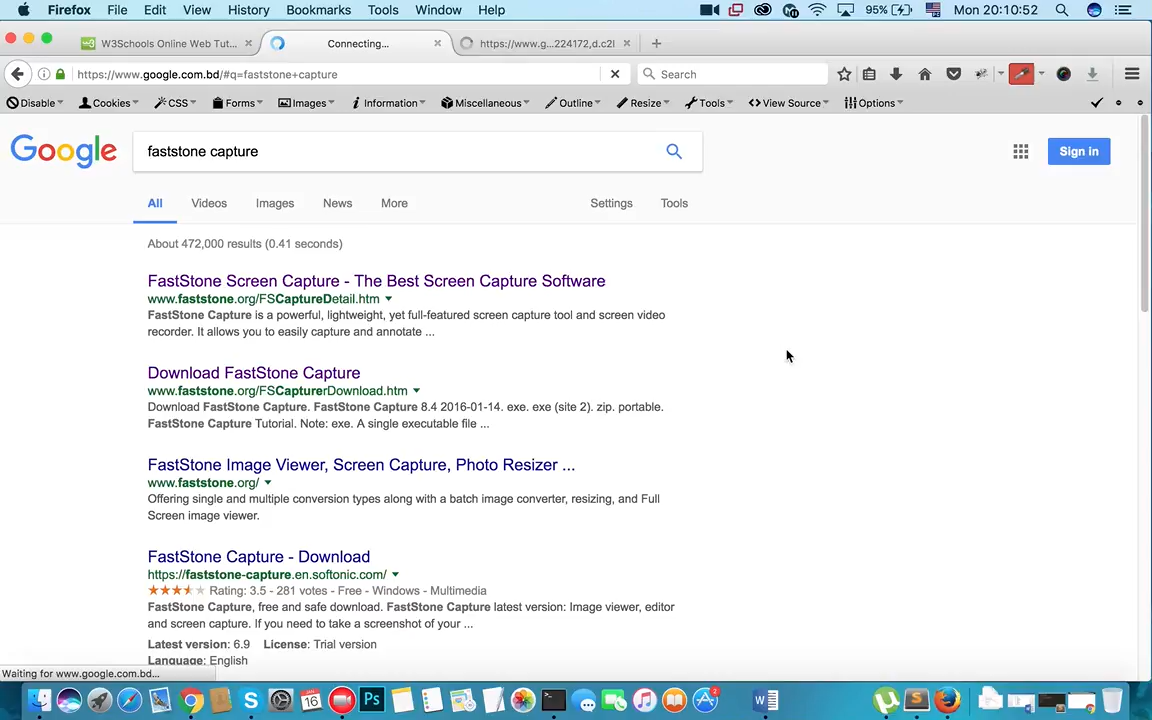 Firefox File Edit View History Bookmarks Tools Window Help 95% Mon 20:10:52
W3Schools Online Web Tut... Connecting... https://www.g...224172,d.c2I
https://www.google.com.bd/#q=faststone+capture Search
Disable Cookies CSS Forms Images Information Miscellaneous Outline Resize Tools View Source Options
Google faststone capture Sign in
All Videos Images News More Settings Tools
About 472,000 results (0.41 seconds)
FastStone Screen Capture - The Best Screen Capture Software
www.faststone.org/FSCaptureDetail.htm
FastStone Capture is a powerful, lightweight, yet full-featured screen capture tool and screen video
recorder. It allows you to easily capture and annotate ...
Download FastStone Capture
www.faststone.org/FSCapturerDownload.htm
Download FastStone Capture. FastStone Capture 8.4 2016-01-14. exe. exe (site 2). zip. portable.
FastStone Capture Tutorial. Note: exe. A single executable file ...
FastStone Image Viewer, Screen Capture, Photo Resizer ...
www.faststone.org/
Offering single and multiple conversion types along with a batch image converter, resizing, and Full
Screen image viewer.
FastStone Capture - Download
https://faststone-capture.en.softonic.com/
Rating: 3.5 - 281 votes - Free - Windows - Multimedia
FastStone Capture, free and safe download. FastStone Capture latest version: Image viewer, editor
and screen capture. If you need to take a screenshot of your ...
Latest version: 6.9 License: Trial version
Language: English
Waiting for www.google.com.bd...
JAN 16 Ps 2